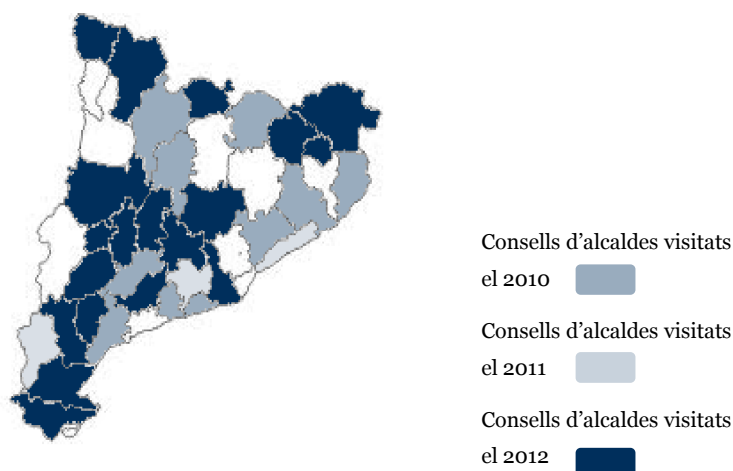 Consells d'alcaldes visitats
el 2010
Consells d'alcaldes visitats
el 2011
Consells d'alcaldes visitats
el 2012